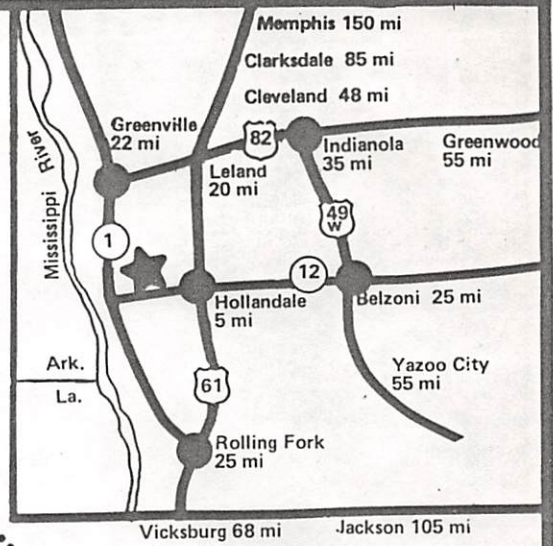 Memphis 150 mi
Clarksdale 85 mi
Cleveland 48 mi
Greenville
22 mi
82
Indianola
35 mi
Greenwood
55 mi
Leland
20 mi
Mississippi River
49
W
1
12
Hollandale
5 mi
Belzoni 25 mi
Ark.
La.
61
Yazoo City
55 mi
Rolling Fork
25 mi
Vicksburg 68 mi
Jackson 105 mi